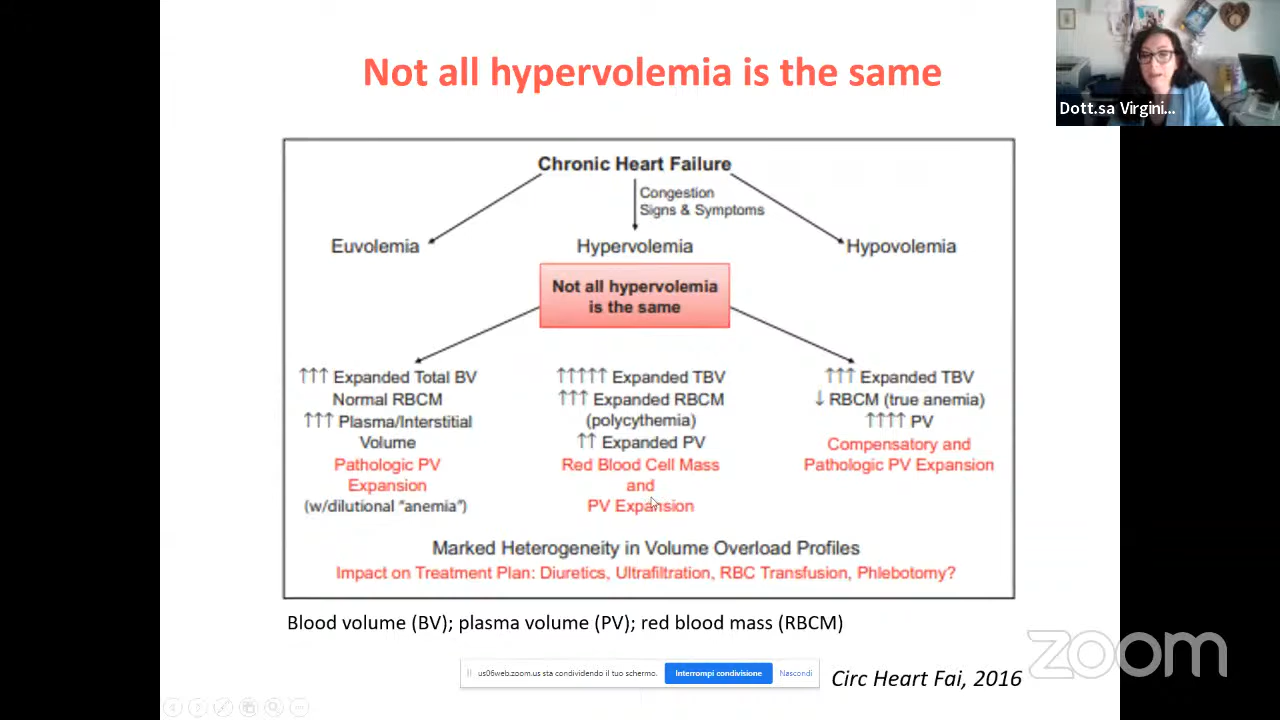 Not all hypervolemia is the same
Dott.sa Virgini...
Chronic Heart Failure
Congestion
Signs & Symptoms
Euvolemia
Hypervolemia
Hypovolemia
Not all hypervolemia
is the same
↑↑↑ Expanded Total BV
Normal RBCM
↑↑↑ Plasma/Interstitial
Volume
Pathologic PV
Expansion
(w/dilutional “anemia”)
↑↑↑↑↑ Expanded TBV
↑↑↑ Expanded RBCM
(polycythemia)
↑↑ Expanded PV
Red Blood Cell Mass
and
PV Expansion
↑↑↑ Expanded TBV
↓ RBCM (true anemia)
↑↑↑↑ PV
Compensatory and
Pathologic PV Expansion
Marked Heterogeneity in Volume Overload Profiles
Impact on Treatment Plan: Diuretics, Ultrafiltration, RBC Transfusion, Phlebotomy?
Blood volume (BV); plasma volume (PV); red blood mass (RBCM)
us06web.zoom.us sta condividendo il tuo schermo.
Interrompi condivisione
Nascondi
Circ Heart Fai, 2016
zoom